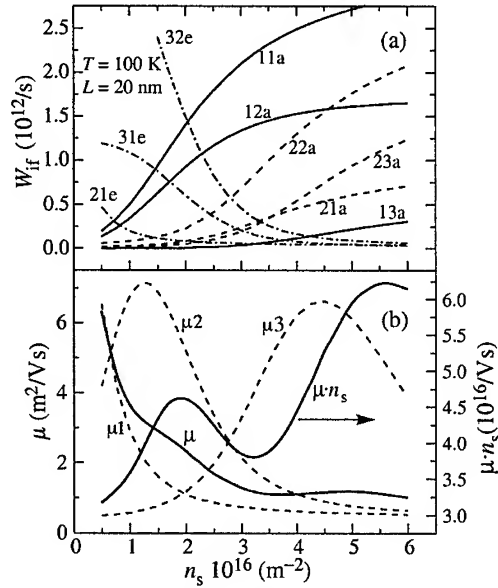 (a)
32e
11a
T = 100 K
L = 20 nm
12a
22a
31e
23a
21e
21a
13a
W_if (10^12/s)
2.5
2.0
1.5
1.0
0.5
0.0
(b)
μ2
μ3
μ1
μ
μ·n_s
μ (m²/Vs)
6
4
2
0
μ·n_s(10^16/Vs)
6.0
5.5
5.0
4.5
4.0
3.5
3.0
0 1 2 3 4 5 6
n_s 10^16 (m^-2)